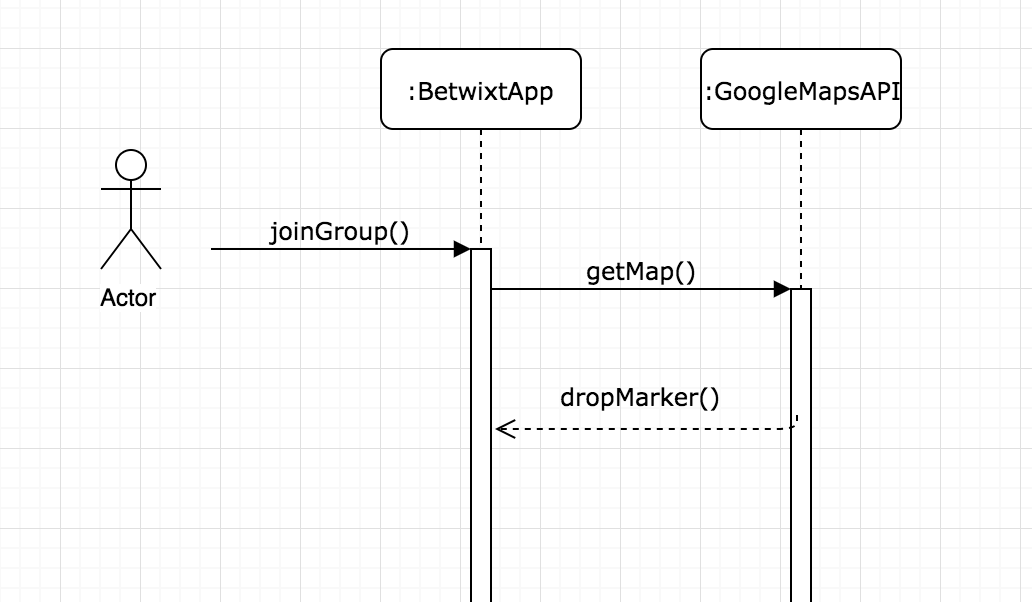 :BetwixtApp
:GoogleMapsAPI
joinGroup()
Actor
getMap()
dropMarker()